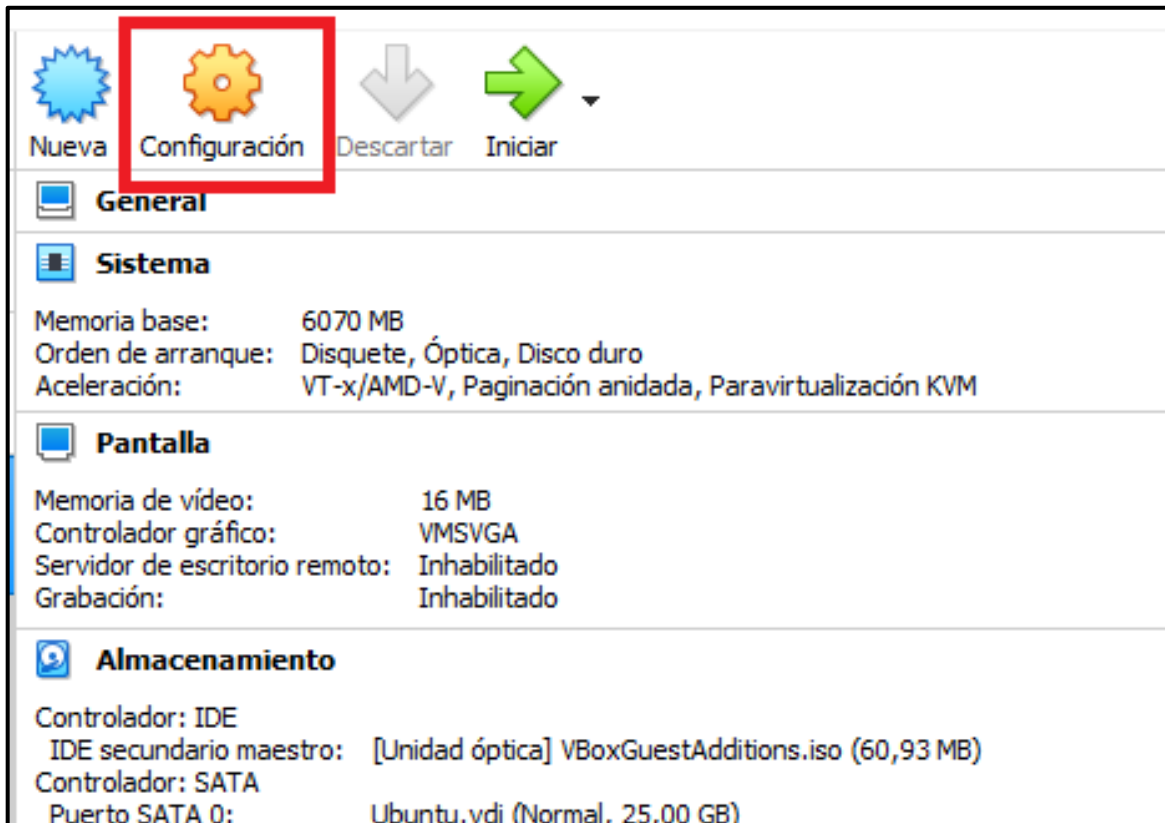 Nueva Configuración Descartar Iniciar
General
Sistema
Memoria base: 6070 MB
Orden de arranque: Disquete, Óptica, Disco duro
Aceleración: VT-x/AMD-V, Paginación anidada, Paravirtualización KVM
Pantalla
Memoria de vídeo: 16 MB
Controlador gráfico: VMSVGA
Servidor de escritorio remoto: Inhabilitado
Grabación: Inhabilitado
Almacenamiento
Controlador: IDE
IDE secundario maestro: [Unidad óptica] VBoxGuestAdditions.iso (60,93 MB)
Controlador: SATA
Puerto SATA 0: Ubuntu.vdi (Normal, 25,00 GB)